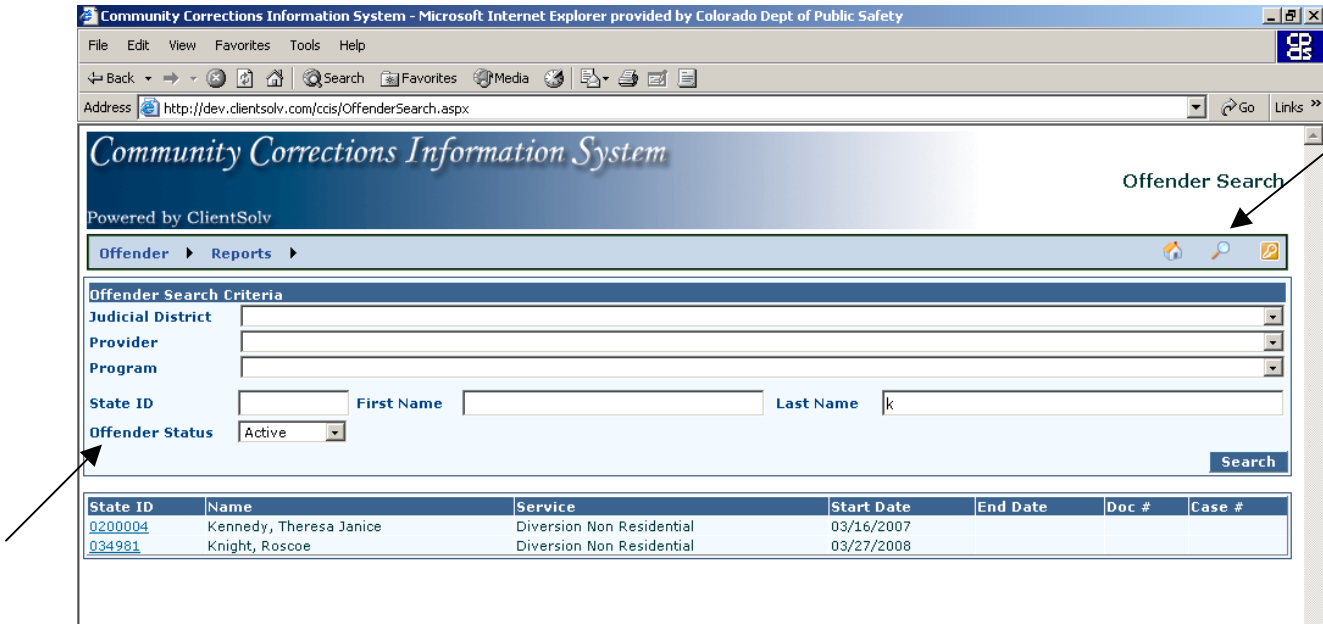 Community Corrections Information System - Microsoft Internet Explorer provided by Colorado Dept of Public Safety
File Edit View Favorites Tools Help
Back Search Favorites Media
Address http://dev.clientsolv.com/ccis/OffenderSearch.aspx Go Links »
Community Corrections Information System
Offender Search
Powered by ClientSolv
Offender Reports
Offender Search Criteria
Judicial District
Provider
Program
State ID First Name Last Name k
Offender Status Active
Search
State ID Name Service Start Date End Date Doc # Case #
0200004 Kennedy, Theresa Janice Diversion Non Residential 03/16/2007
034981 Knight, Roscoe Diversion Non Residential 03/27/2008